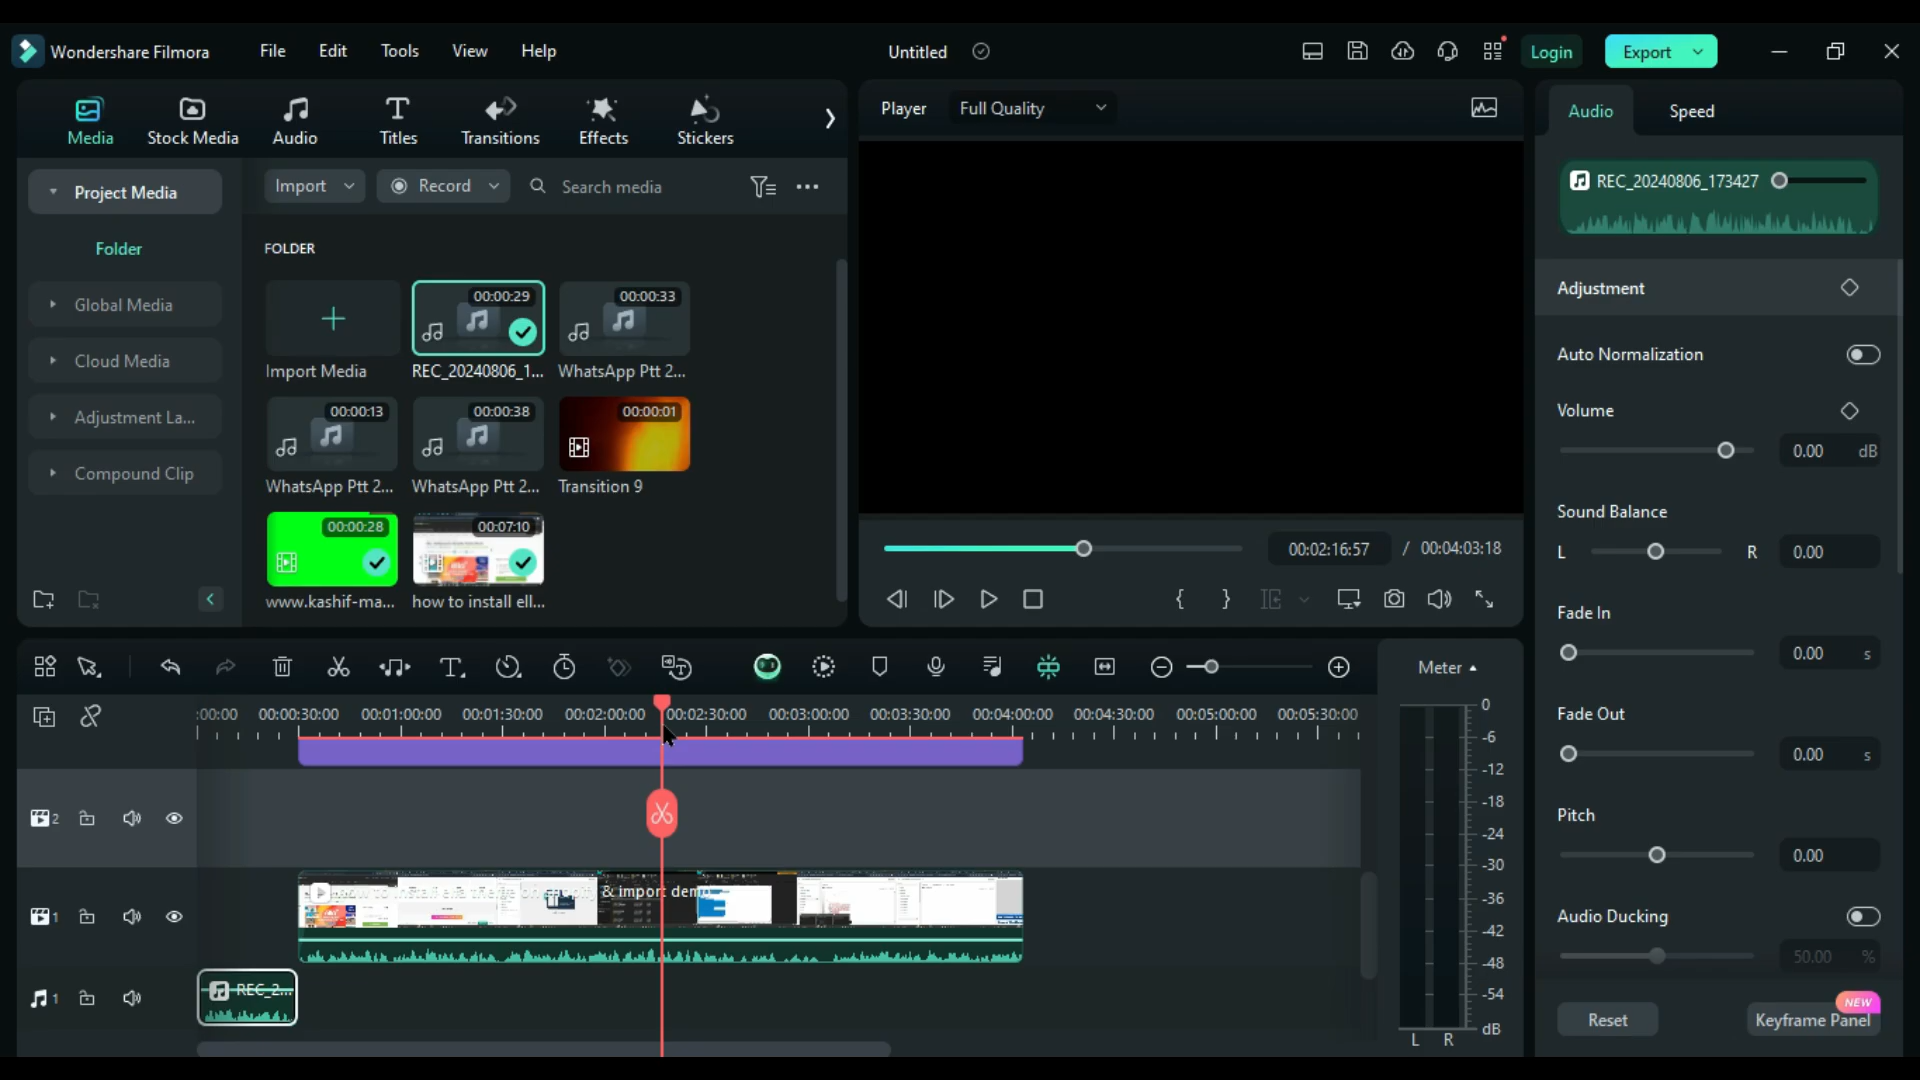 Wondershare Filmora File Edit Tools View Help Untitled Login Export
Media Stock Media Audio Titles Transitions Effects Stickers
Player Full Quality
Audio Speed
Project Media
Folder
Global Media
Cloud Media
Adjustment La...
Compound Clip
Import Record Search media
FOLDER
Import Media
00:00:29
REC_20240806_1...
00:00:33
WhatsApp Ptt 2...
00:00:13
WhatsApp Ptt 2...
00:00:38
WhatsApp Ptt 2...
00:00:01
Transition 9
00:00:28
www.kashif-ma...
00:07:10
how to install ell...
00:02:16:57 / 00:04:03:18
REC_20240806_173427
Adjustment
Auto Normalization
Volume
0.00 dB
Sound Balance
L R 0.00
Fade In
0.00 s
Fade Out
0.00 s
Pitch
0.00
Audio Ducking
50.00 %
Reset
NEW
Keyframe Panel
Meter
:00:00 00:00:30:00 00:01:00:00 00:01:30:00 00:02:00:00 00:02:30:00 00:03:00:00 00:03:30:00 00:04:00:00 00:04:30:00 00:05:00:00 00:05:30:00
2
1
& import dem
1
REC_2...
0
-6
-12
-18
-24
-30
-36
-42
-48
-54
dB
L R